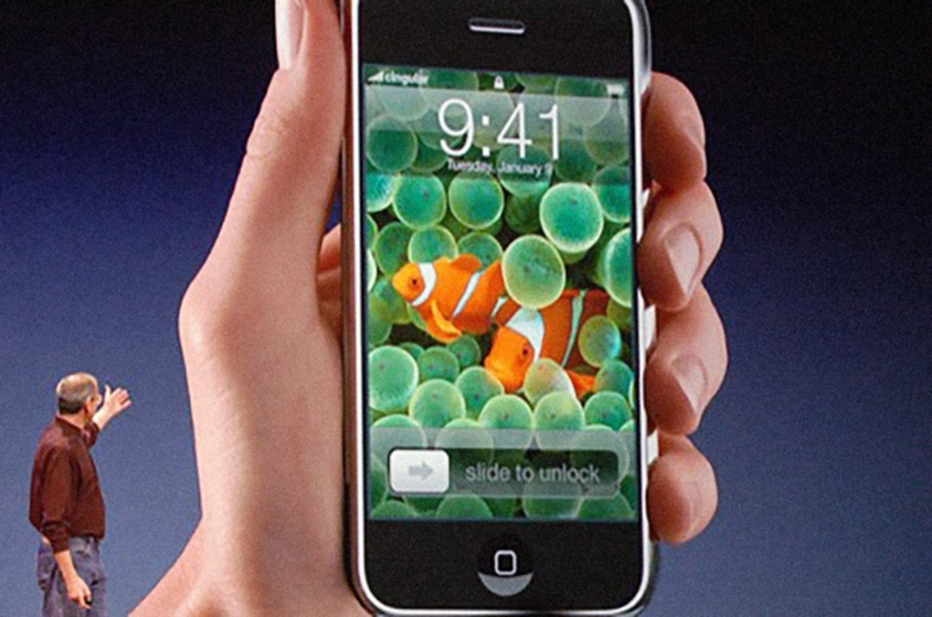 cingular
9:41
Tuesday, January 9
slide to unlock